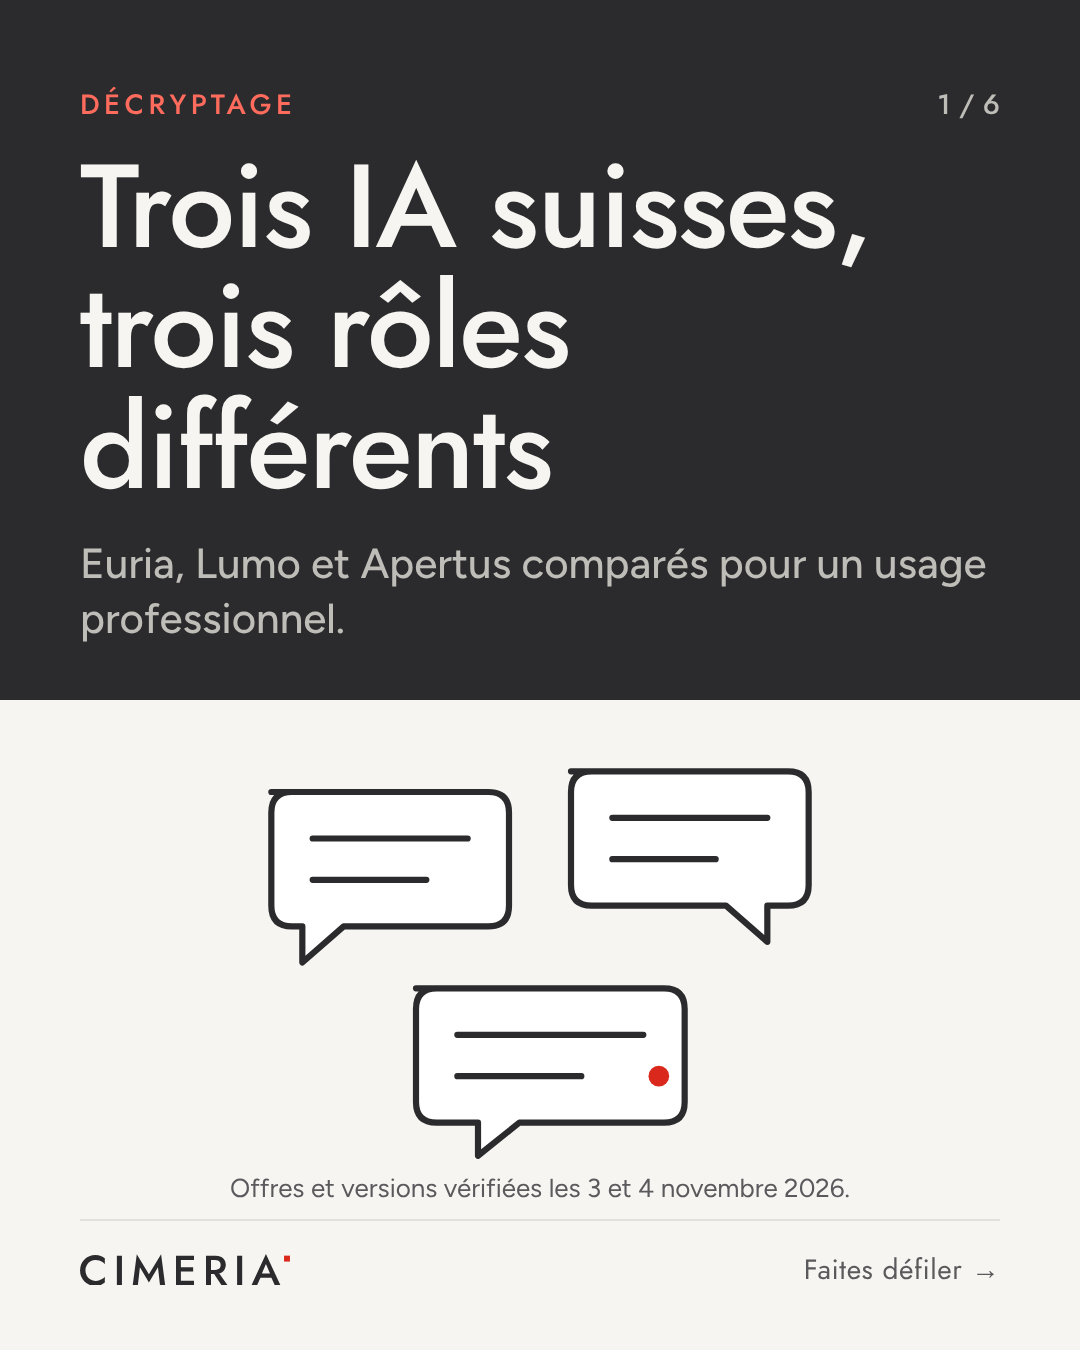 DÉCRYPTAGE
1 / 6
Trois IA suisses,
trois rôles
différents
Euria, Lumo et Apertus comparés pour un usage
professionnel.
Offres et versions vérifiées les 3 et 4 novembre 2026.
CIMERIA
Faites défiler →